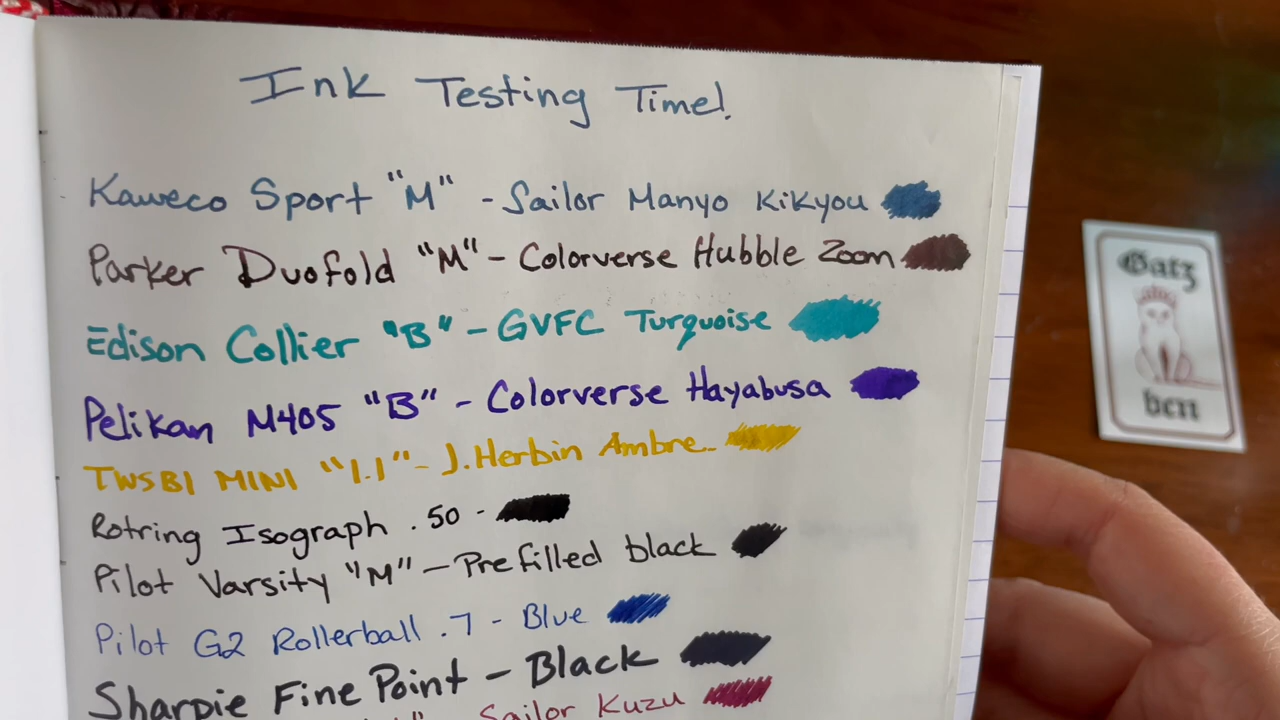 Ink Testing Time!
Kaweco Sport "M" - Sailor Manyo Kikyou
Parker Duofold "M" - Colorverse Hubble Zoom
Edison Collier "B" - GVFC Turquoise
Pelikan M405 "B" - Colorverse Hayabusa
TWSBI MINI "1.1" - J.Herbin Ambre
Rotring Isograph .50 -
Pilot Varsity "M" - Prefilled black
Pilot G2 Rollerball .7 - Blue
Sharpie Fine Point - Black
Sailor Kuzu
Gatz
ben